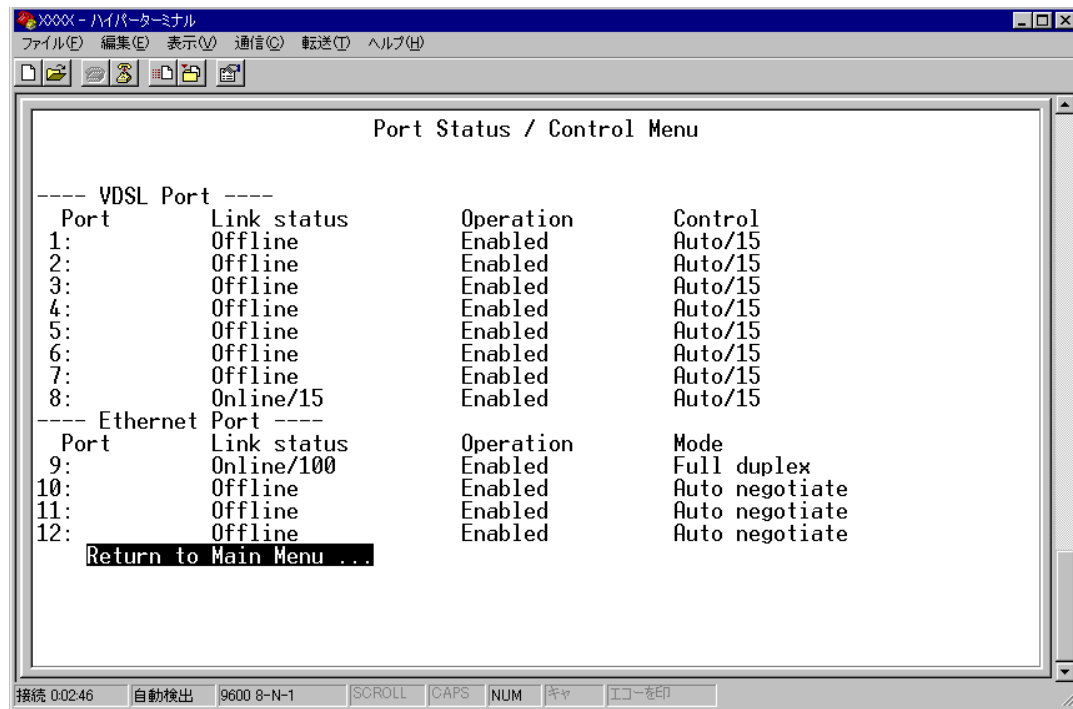 XXXX - ハイパーターミナル
ファイル(F) 編集(E) 表示(V) 通信(C) 転送(T) ヘルプ(H)
Port Status / Control Menu
---- VDSL Port ----
Port Link status Operation Control
1: Offline Enabled Auto/15
2: Offline Enabled Auto/15
3: Offline Enabled Auto/15
4: Offline Enabled Auto/15
5: Offline Enabled Auto/15
6: Offline Enabled Auto/15
7: Offline Enabled Auto/15
8: Online/15 Enabled Auto/15
---- Ethernet Port ----
Port Link status Operation Mode
9: Online/100 Enabled Full duplex
10: Offline Enabled Auto negotiate
11: Offline Enabled Auto negotiate
12: Offline Enabled Auto negotiate
Return to Main Menu ...
接続 0:02:46 自動検出 9600 8-N-1 SCROLL CAPS NUM キャ エコーを印